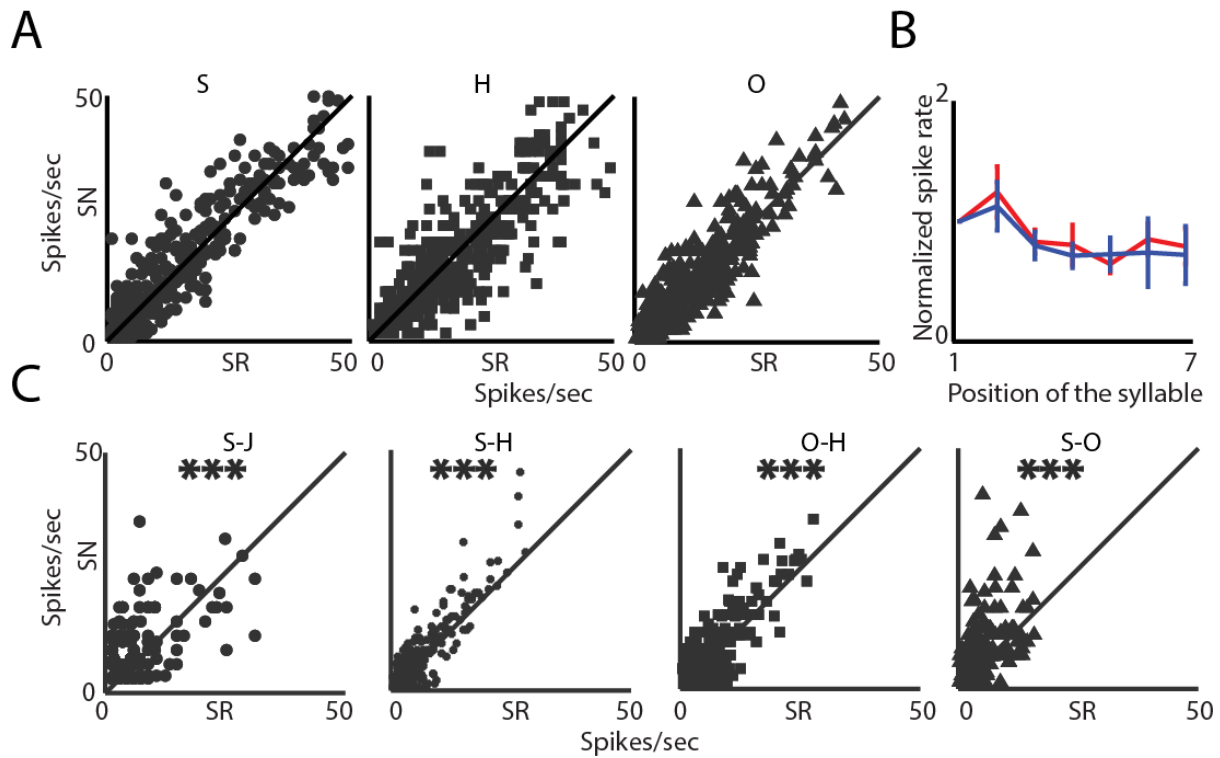 A
B
S H O
50
Spikes/sec
SN
0
0 SR 50
0 SR 50
0 SR 50
Spikes/sec
Normalized spike rate
2
0
1 7
Position of the syllable
C
S-J S-H O-H S-O
*** *** *** ***
50
Spikes/sec
SN
0
0 SR 50
0 SR 50
0 SR 50
0 SR 50
Spikes/sec